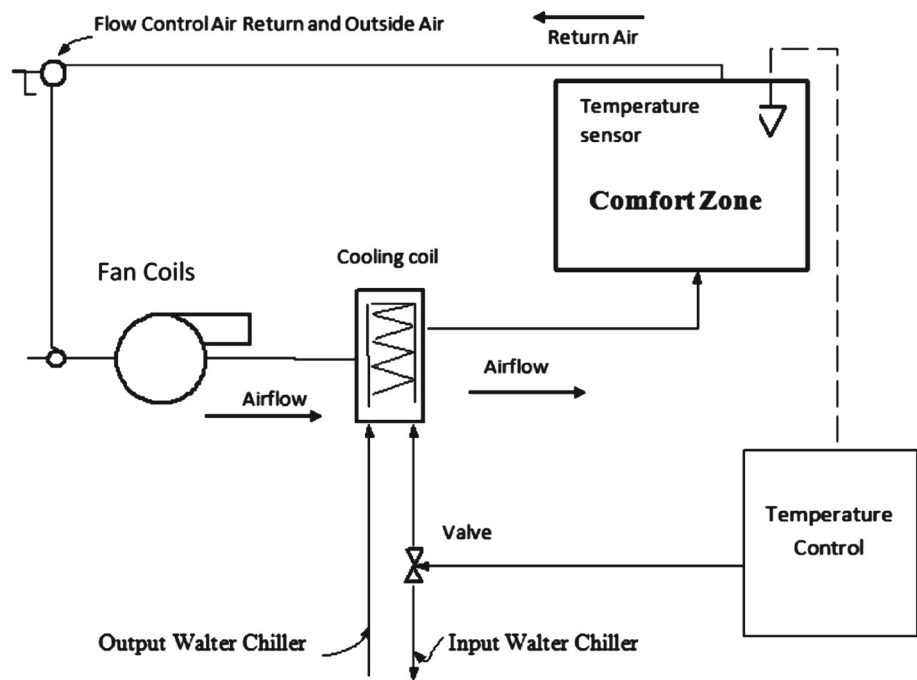 Flow Control Air Return and Outside Air
Return Air
Temperature
sensor
Comfort Zone
Cooling coil
Fan Coils
Airflow
Airflow
Temperature
Control
Valve
Output Walter Chiller
Input Walter Chiller